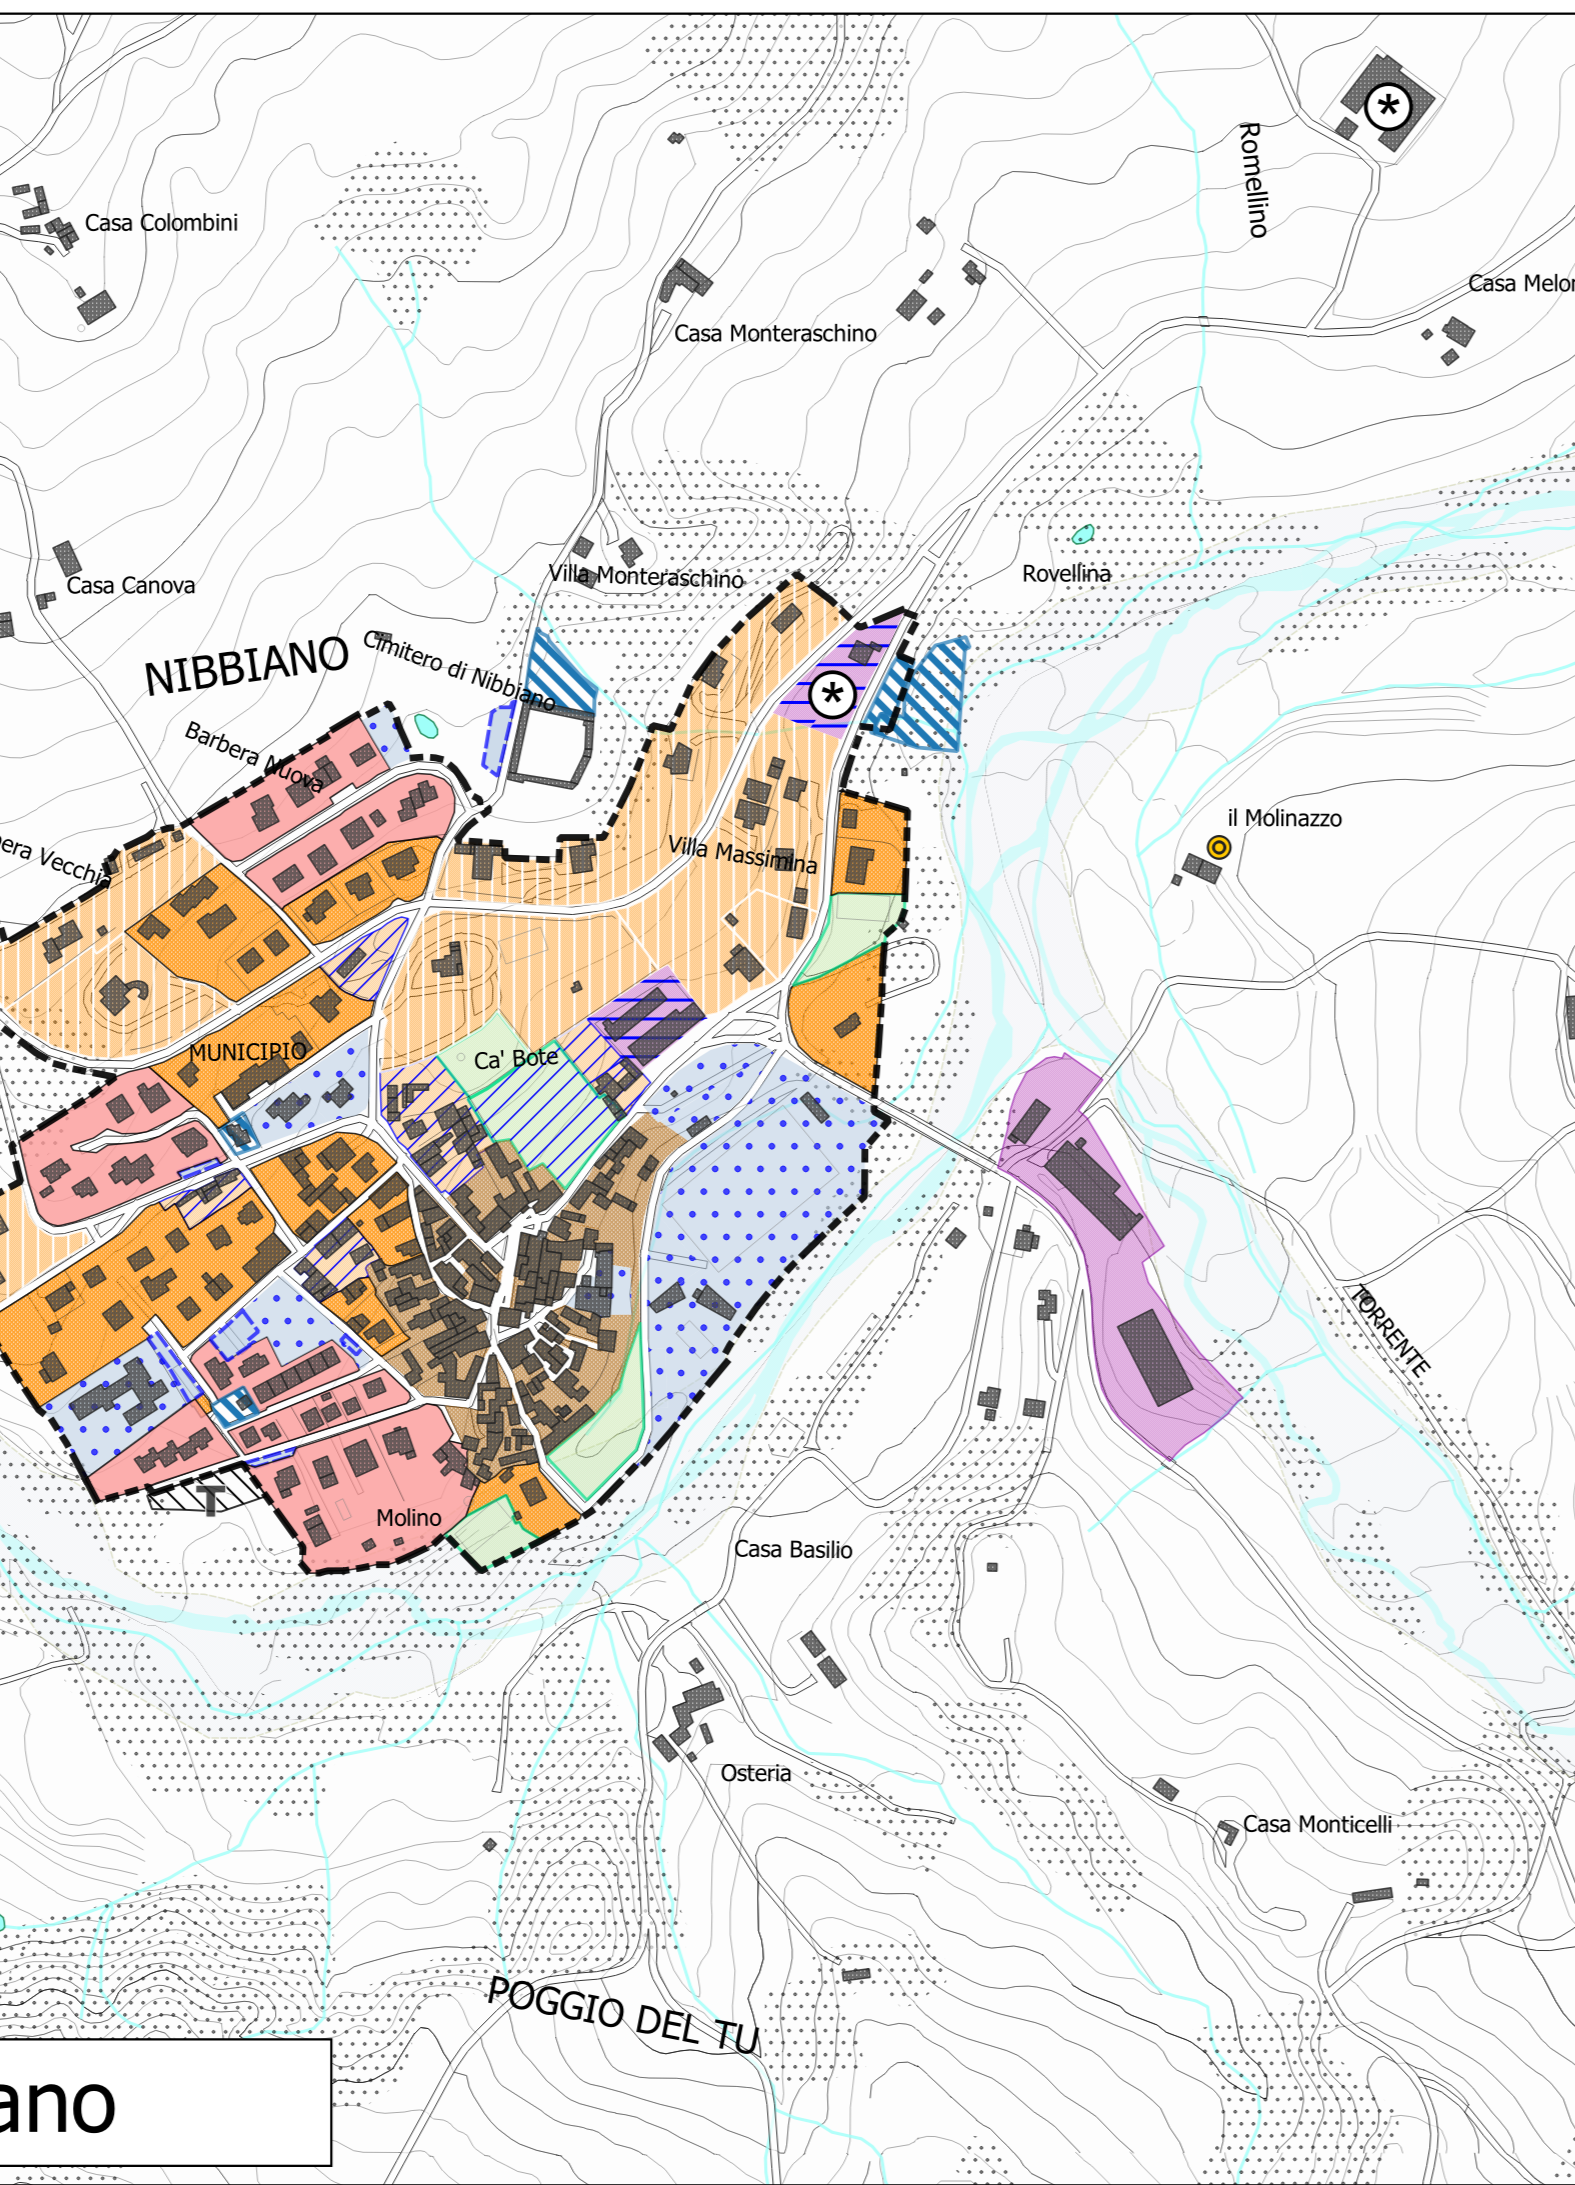 *
Romellino
Casa Colombini
Casa Melon
Casa Monteraschino
Rovellina
Villa Monteraschino
Casa Canova
NIBBIANO
Cimitero di Nibbiano
*
Barbera Nuova
il Molinazzo
Villa Massimina
bera Vecchia
MUNICIPIO
Ca' Bote
TORRENTE
T
Molino
Casa Basilio
Osteria
Casa Monticelli
POGGIO DEL TU
ano